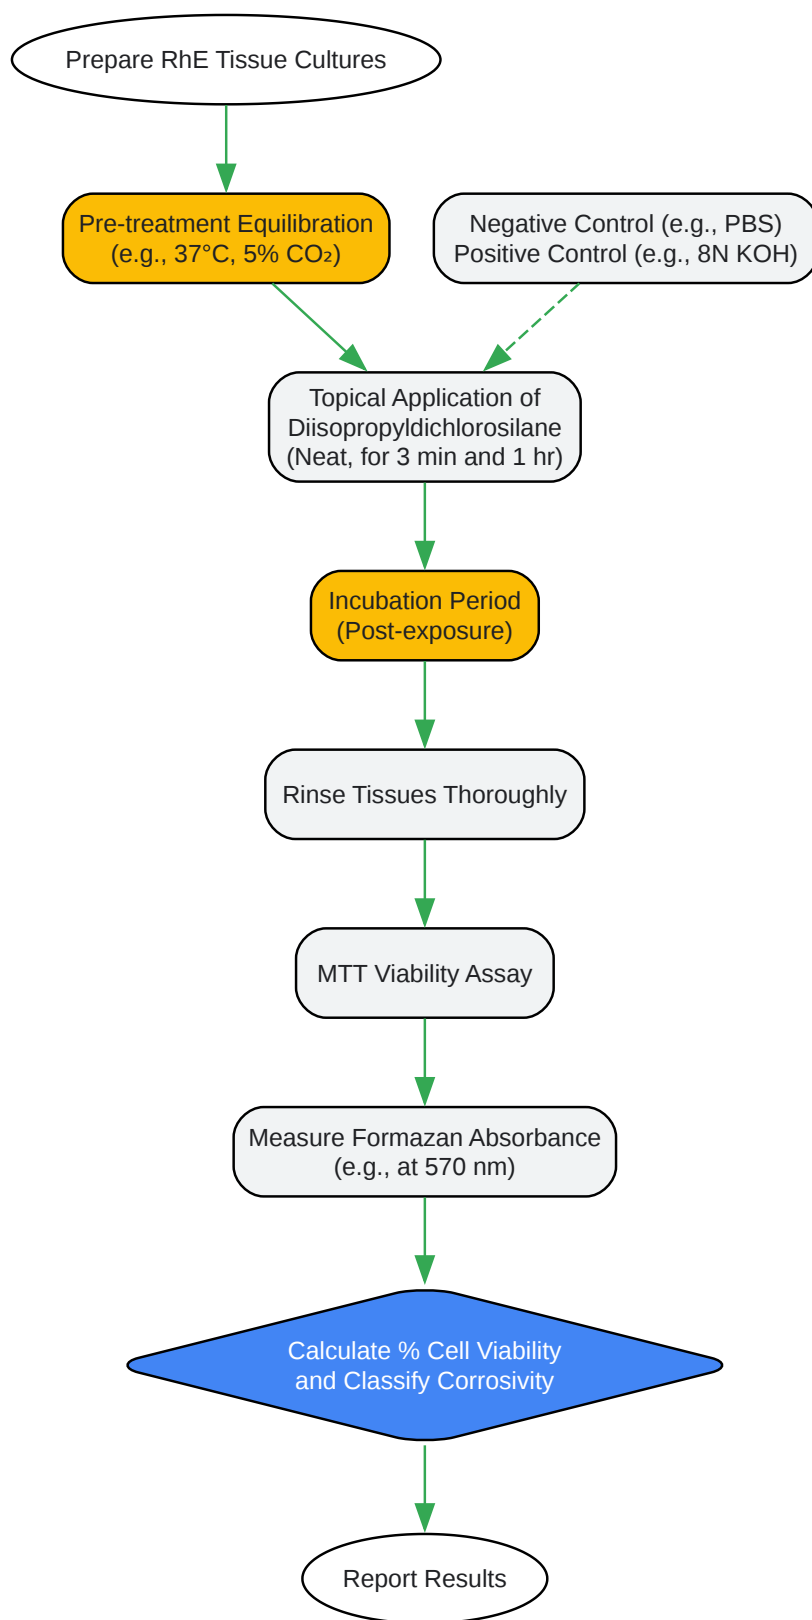 Prepare RhE Tissue Cultures
Pre-treatment Equilibration
(e.g., 37°C, 5% CO₂)
Negative Control (e.g., PBS)
Positive Control (e.g., 8N KOH)
Topical Application of
Diisopropyldichlorosilane
(Neat, for 3 min and 1 hr)
Incubation Period
(Post-exposure)
Rinse Tissues Thoroughly
MTT Viability Assay
Measure Formazan Absorbance
(e.g., at 570 nm)
Calculate % Cell Viability
and Classify Corrosivity
Report Results